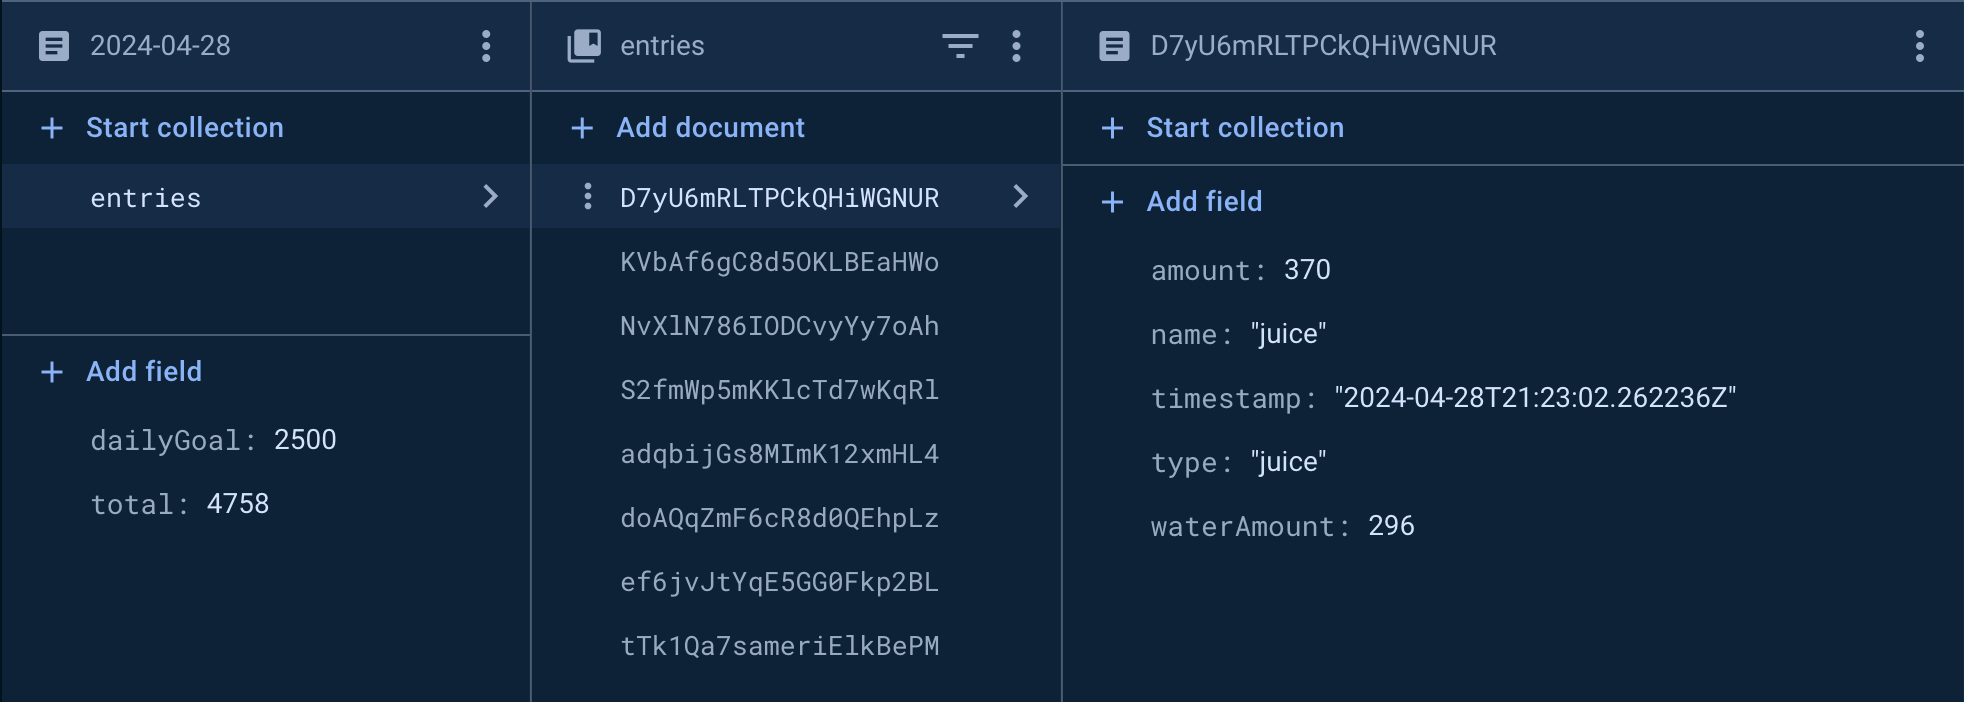 2024-04-28
Start collection
entries
Add field
dailyGoal: 2500
total: 4758
entries
Add document
D7yU6mRLTPCkQHiWGNUR
KVbAf6gC8d5OKLBEaHWo
NvXlN786IODCvyYy7oAh
S2fmWp5mKKlcTd7wKqRl
adqbijGs8MImK12xmHL4
doAQqZmF6cR8d0QEhpLz
ef6jvJtYqE5GG0Fkp2BL
tTk1Qa7sameriElkBePM
D7yU6mRLTPCkQHiWGNUR
Start collection
Add field
amount: 370
name: "juice"
timestamp: "2024-04-28T21:23:02.262236Z"
type: "juice"
waterAmount: 296